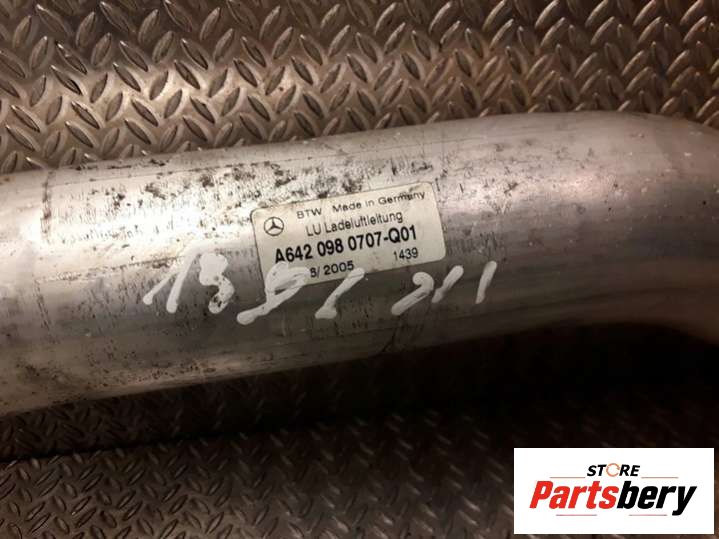 BTW Made in Germany
LU Ladeluftleitung
A642 098 0707-Q01
8/2005 1439
STORE
Partsbery